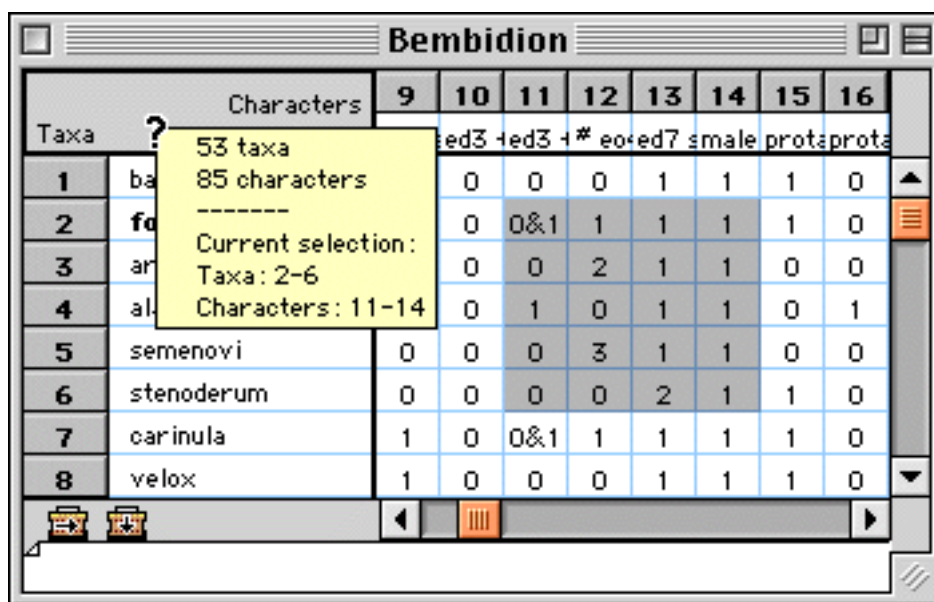 Bembidion
Characters 9 10 11 12 13 14 15 16
Taxa ? ed3 ed3 # eo ed7 s male prota prota
53 taxa
85 characters
-------
Current selection:
Taxa: 2-6
Characters: 11-14
1 ba 0 0 0 1 1 1 0
2 fo 0 0&1 1 1 1 1 0
3 ar 0 0 2 1 1 0 0
4 al 0 1 0 1 1 0 1
5 semenovi 0 0 0 3 1 1 0 0
6 stenoderum 0 0 0 0 2 1 1 0
7 carinula 1 0 0&1 1 1 1 1 0
8 velox 1 0 0 0 1 1 1 0